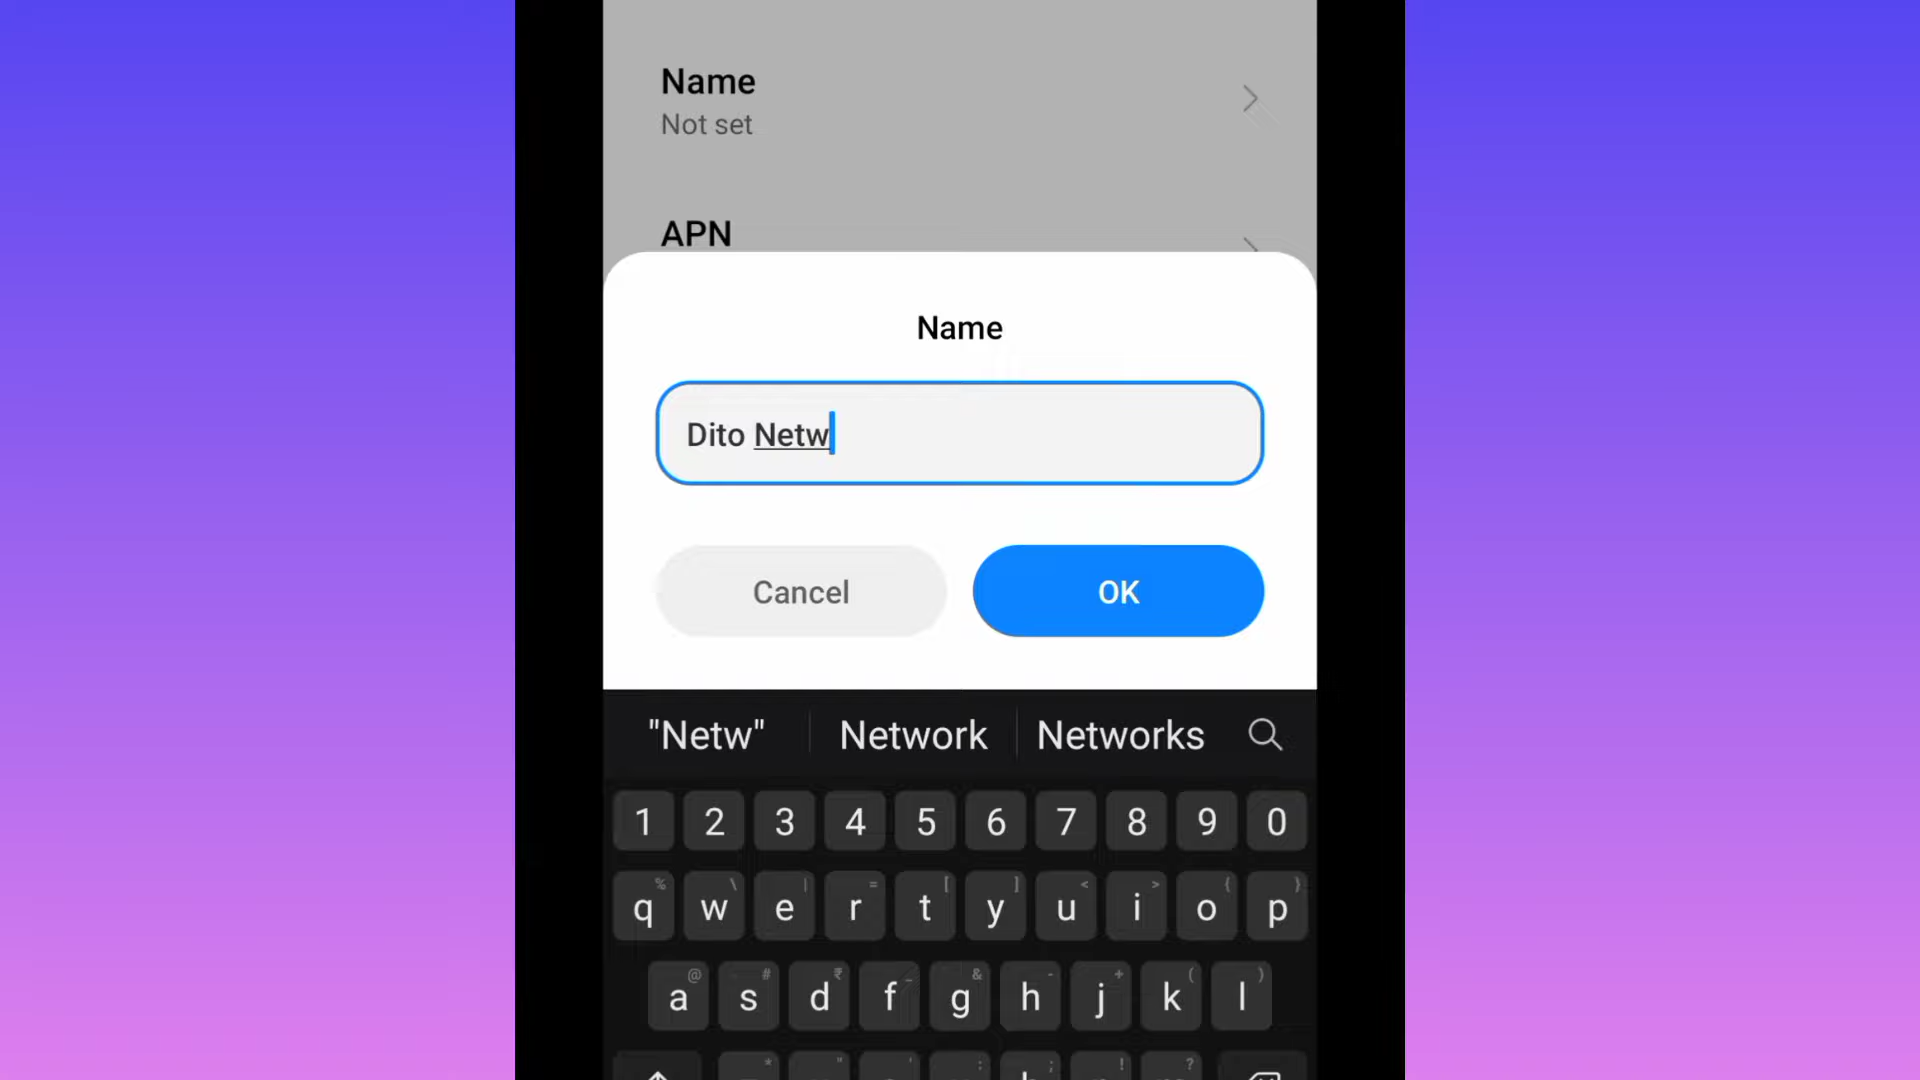 Name
Not set
APN
Name
Dito Netw
Cancel OK
"Netw" Network Networks
1 2 3 4 5 6 7 8 9 0
% \ | = [ ] < > { }
q w e r t y u i o p
@ # ₹ _ & - + ( )
a s d f g h j k l
* " ' : ; ! ?